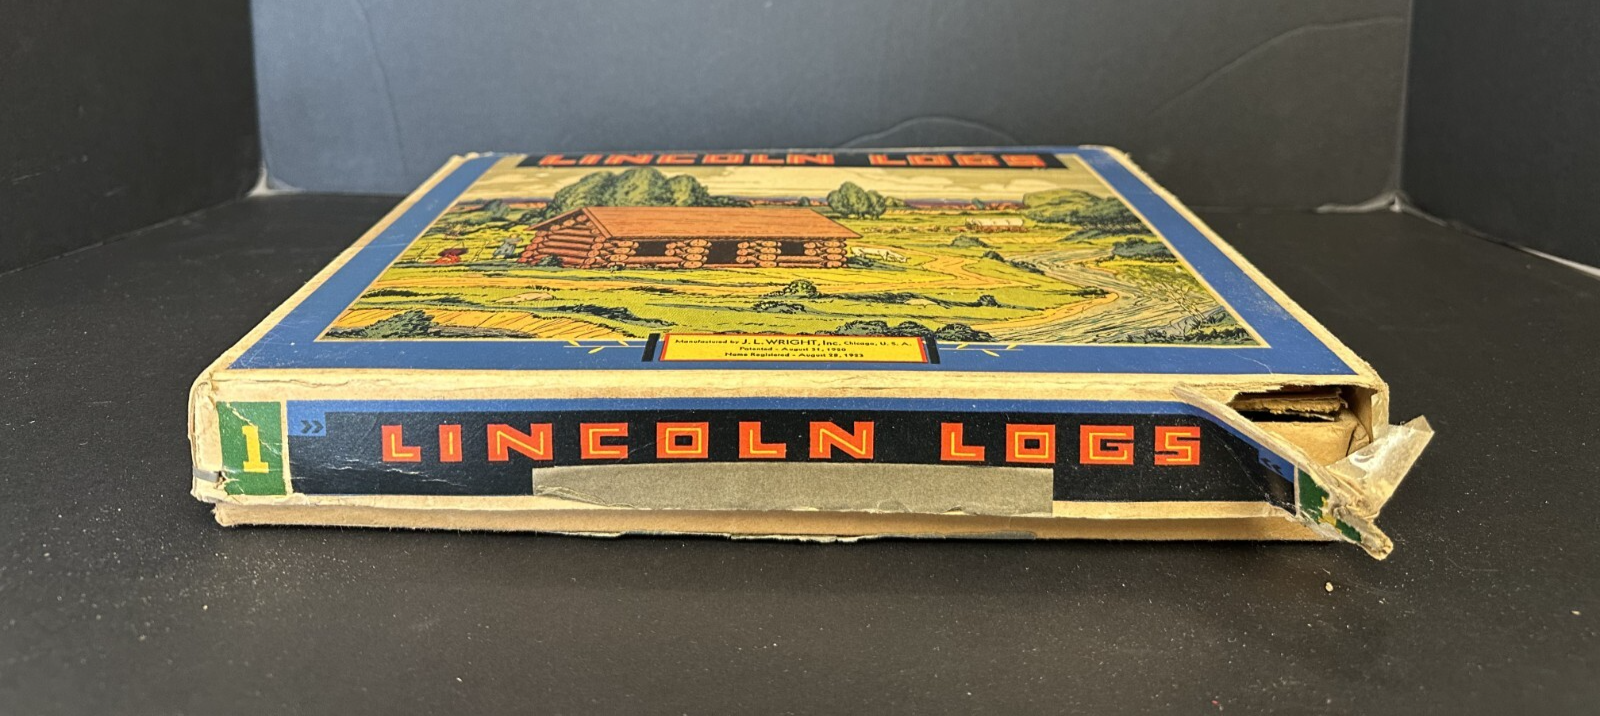 LINCOLN LOGS
Manufactured by J. L. WRIGHT, Inc. Chicago, U. S. A.
Patented - August 31, 1920
Name Registered - August 28, 1923
1 » LINCOLN LOGS «